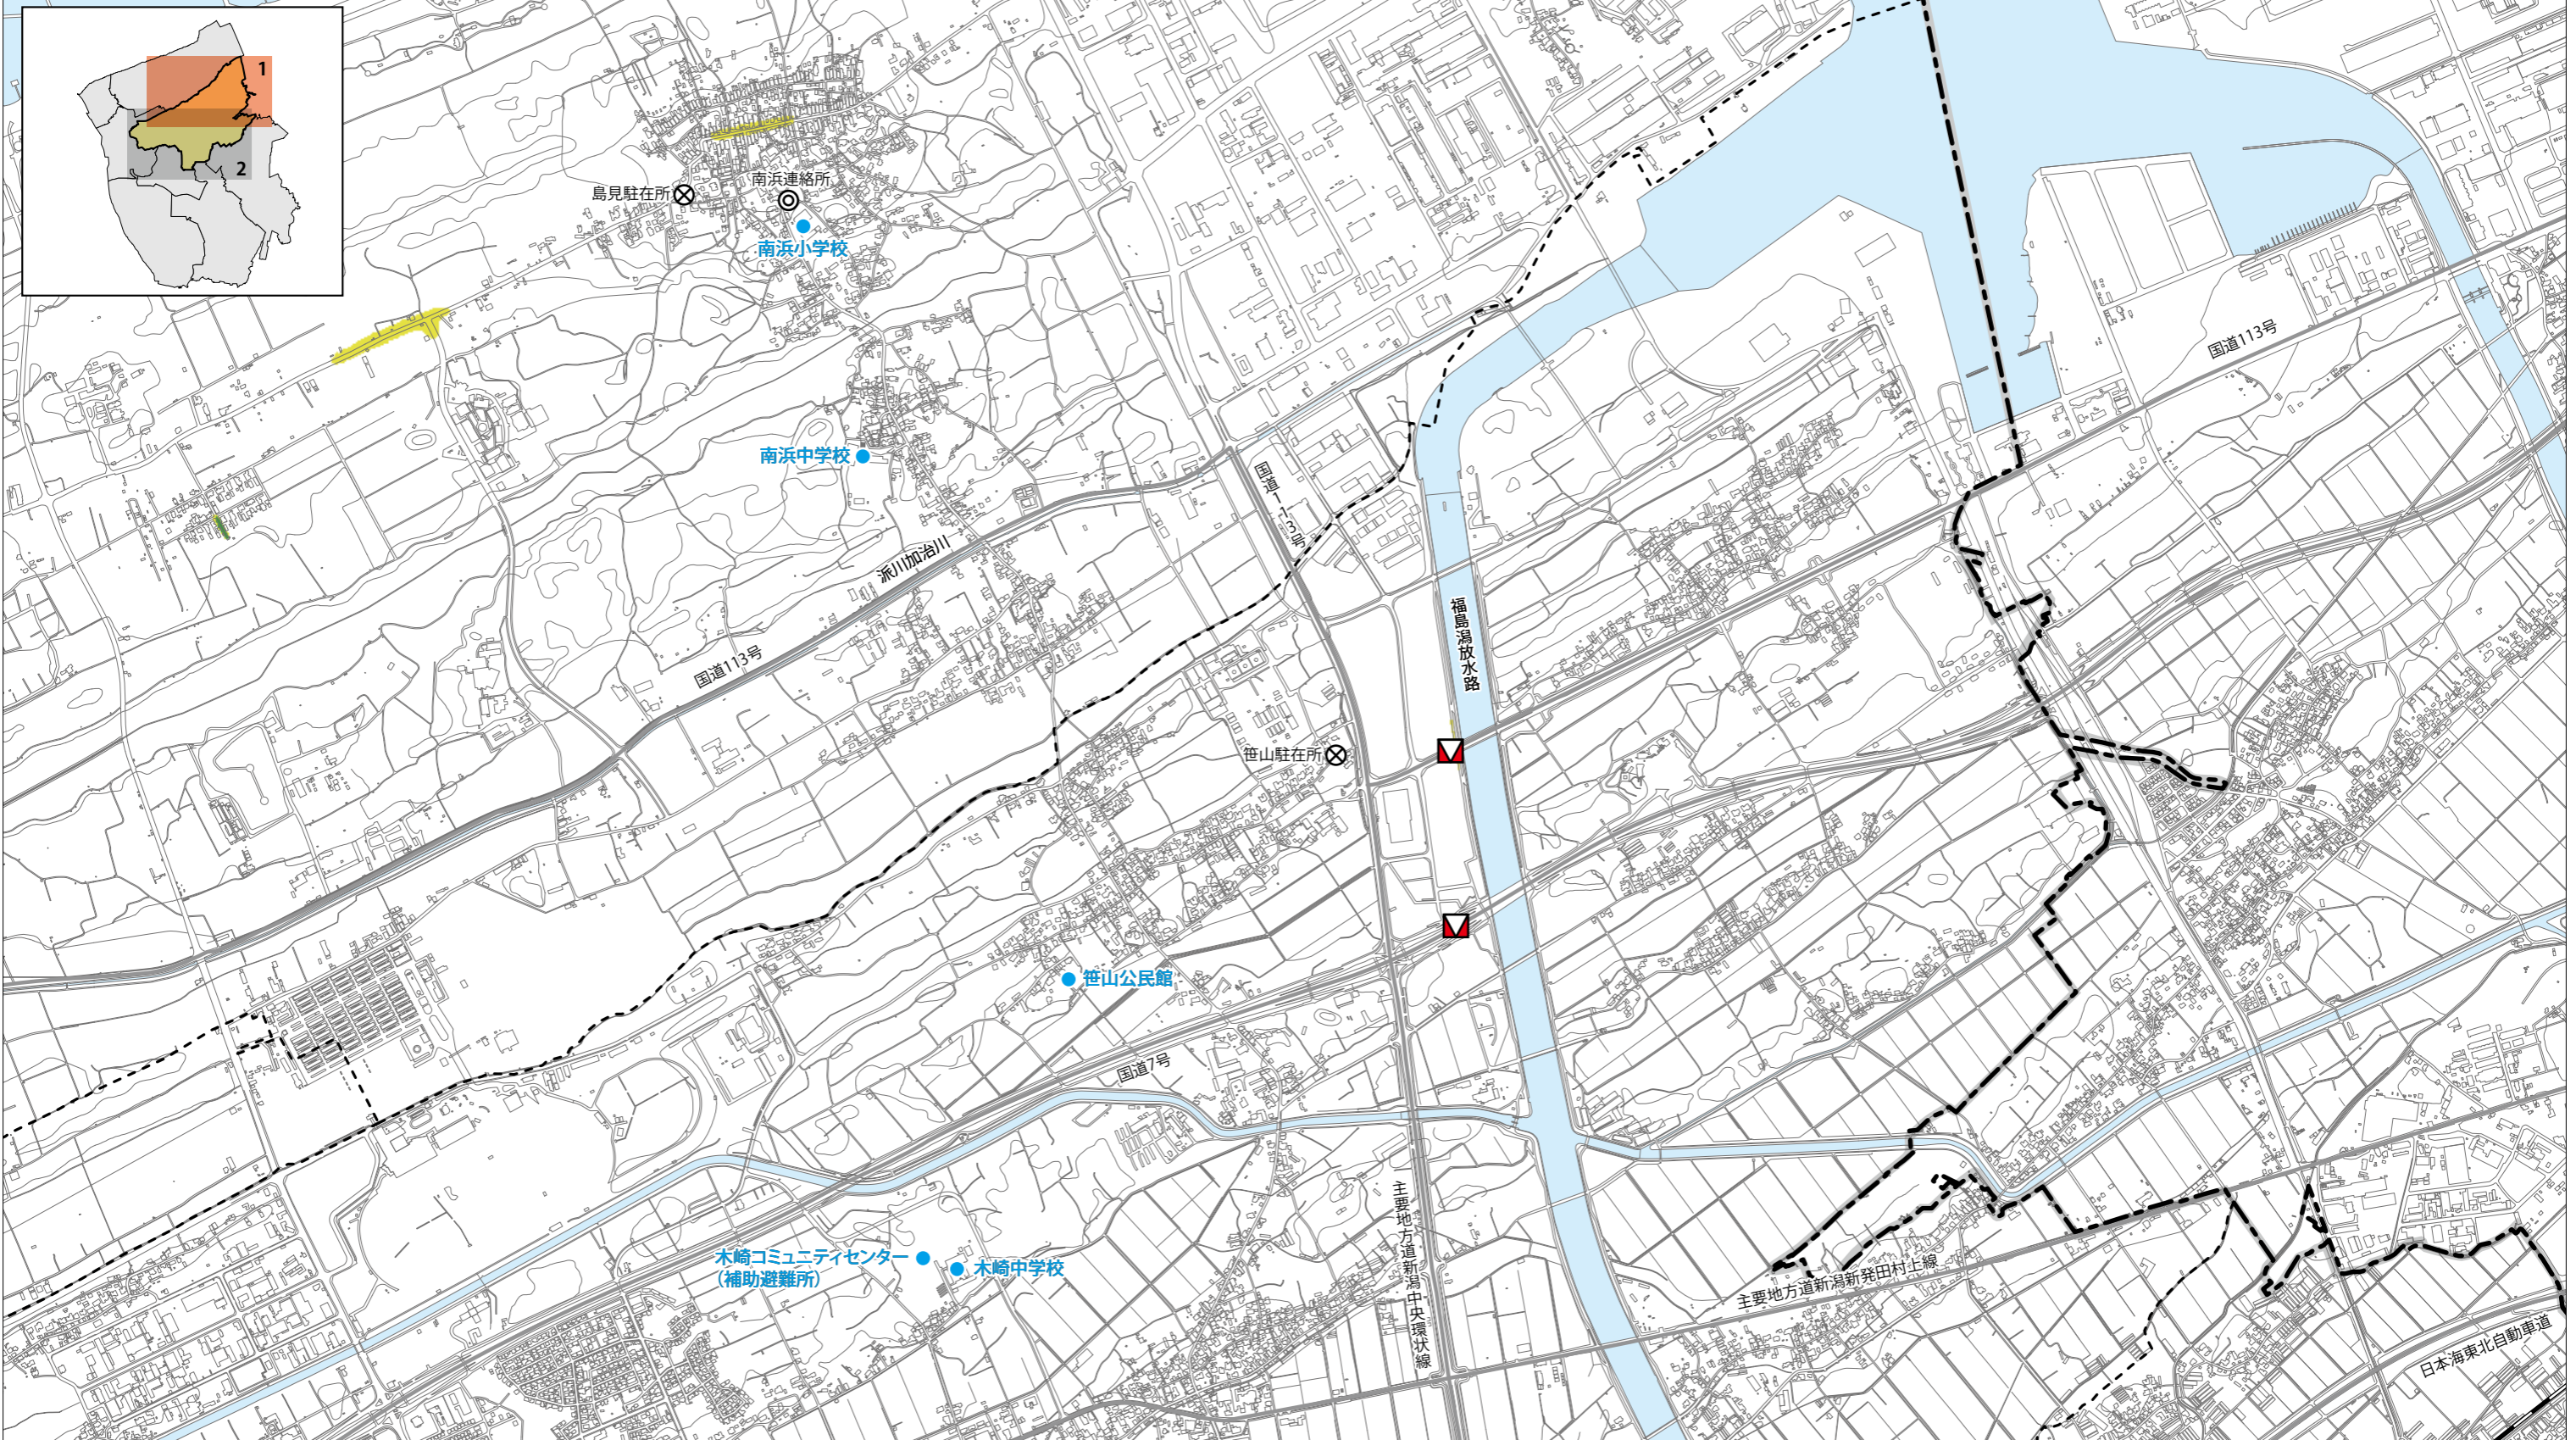 1
2
島見駐在所
南浜連絡所
南浜小学校
国道113号
南浜中学校
国道113号
派川加治川
国道113号
福島潟放水路
笹山駐在所
笹山公民館
国道7号
主要地方道新潟中央環状線
木崎コミュニティセンター
（補助避難所）
木崎中学校
主要地方道新潟新発田村上線
日本海東北自動車道